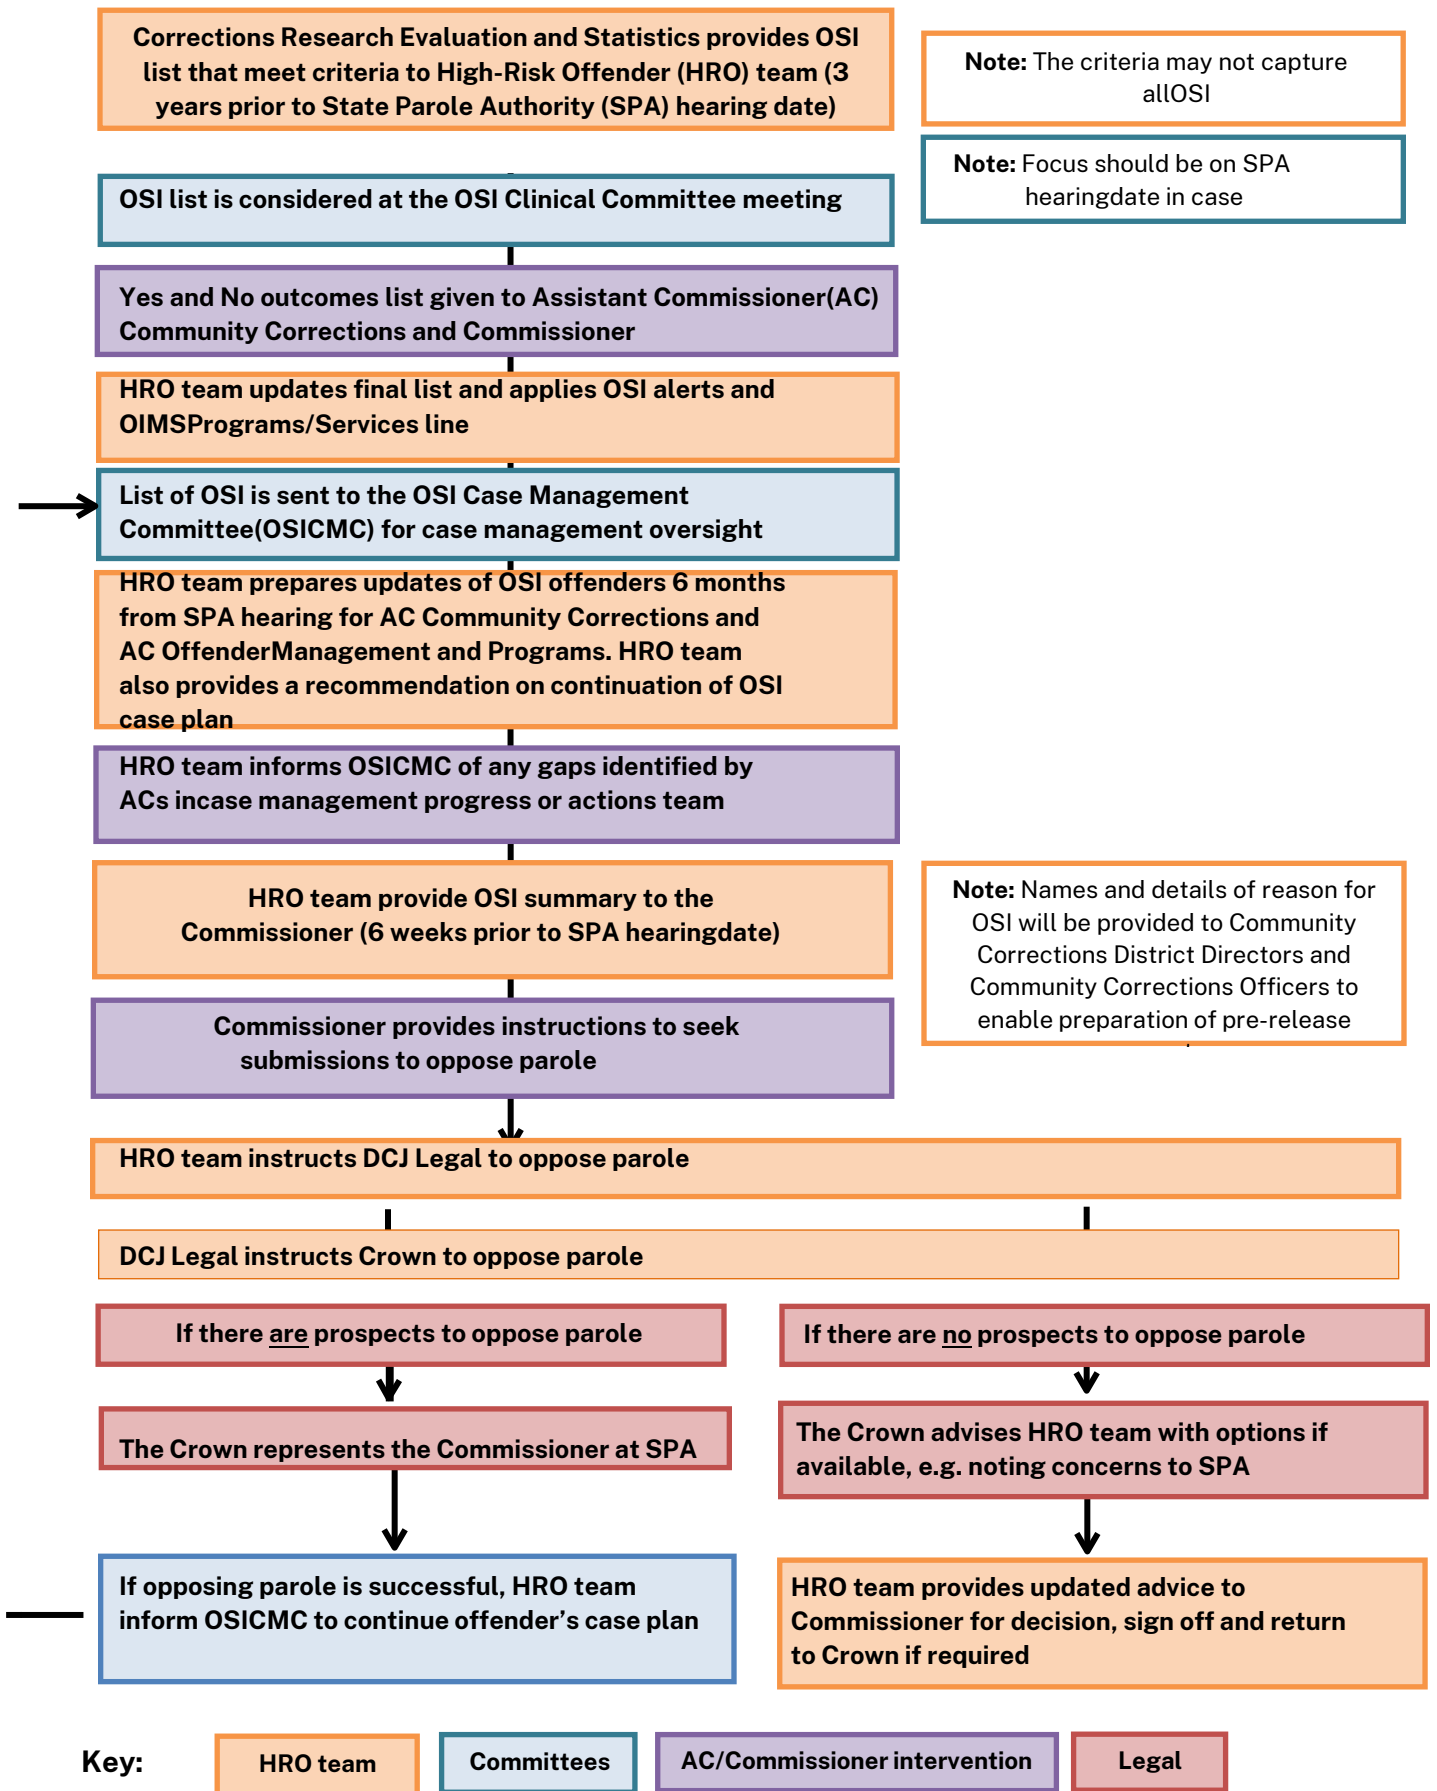 Corrections Research Evaluation and Statistics provides OSI
list that meet criteria to High-Risk Offender (HRO) team (3
years prior to State Parole Authority (SPA) hearing date)
Note: The criteria may not capture
allOSI
Note: Focus should be on SPA
hearingdate in case
OSI list is considered at the OSI Clinical Committee meeting
Yes and No outcomes list given to Assistant Commissioner(AC)
Community Corrections and Commissioner
HRO team updates final list and applies OSI alerts and
OIMSPrograms/Services line
List of OSI is sent to the OSI Case Management
Committee(OSICMC) for case management oversight
HRO team prepares updates of OSI offenders 6 months
from SPA hearing for AC Community Corrections and
AC OffenderManagement and Programs. HRO team
also provides a recommendation on continuation of OSI
case plan
HRO team informs OSICMC of any gaps identified by
ACs incase management progress or actions team
HRO team provide OSI summary to the
Commissioner (6 weeks prior to SPA hearingdate)
Note: Names and details of reason for
OSI will be provided to Community
Corrections District Directors and
Community Corrections Officers to
enable preparation of pre-release
Commissioner provides instructions to seek
submissions to oppose parole
HRO team instructs DCJ Legal to oppose parole
DCJ Legal instructs Crown to oppose parole
If there are prospects to oppose parole
If there are no prospects to oppose parole
The Crown represents the Commissioner at SPA
The Crown advises HRO team with options if
available, e.g. noting concerns to SPA
If opposing parole is successful, HRO team
inform OSICMC to continue offender’s case plan
HRO team provides updated advice to
Commissioner for decision, sign off and return
to Crown if required
Key:
HRO team
Committees
AC/Commissioner intervention
Legal